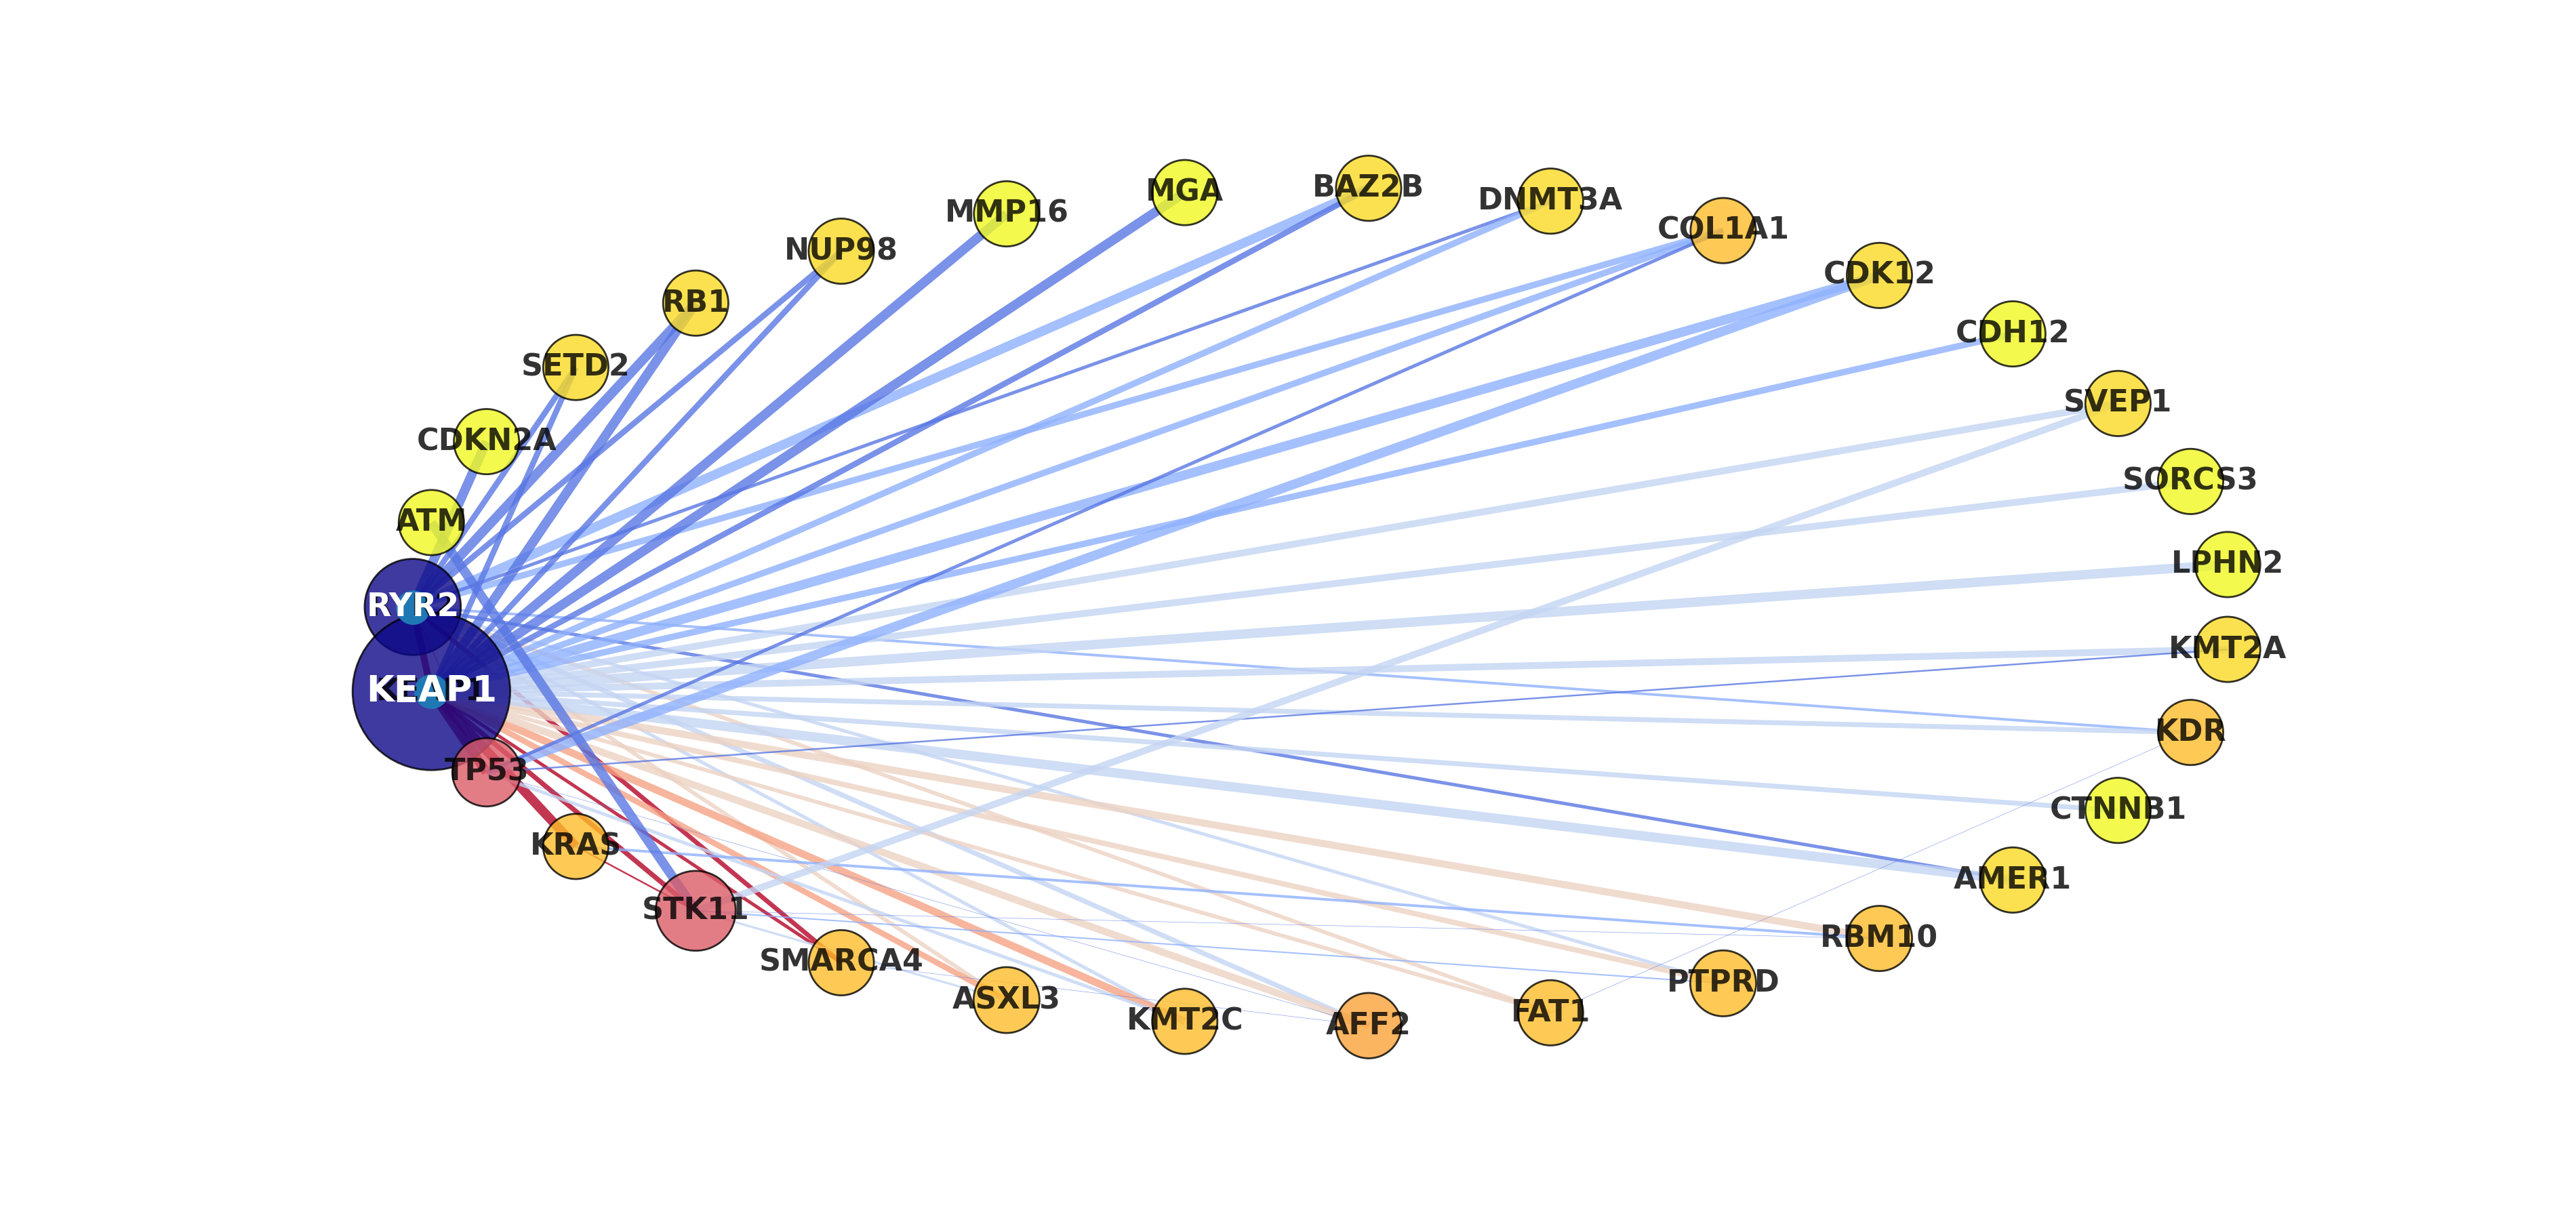 BAZ2B
MGA
DNMT3A
MMP16
COL1A1
NUP98
CDK12
RB1
CDH12
SETD2
SVEP1
CDKN2A
SORCS3
ATM
LPHN2
RYR2
KMT2A
KEAP1
KDR
TP53
CTNNB1
KRAS
AMER1
STK11
RBM10
SMARCA4
PTPRD
ASXL3
FAT1
KMT2C
AFF2